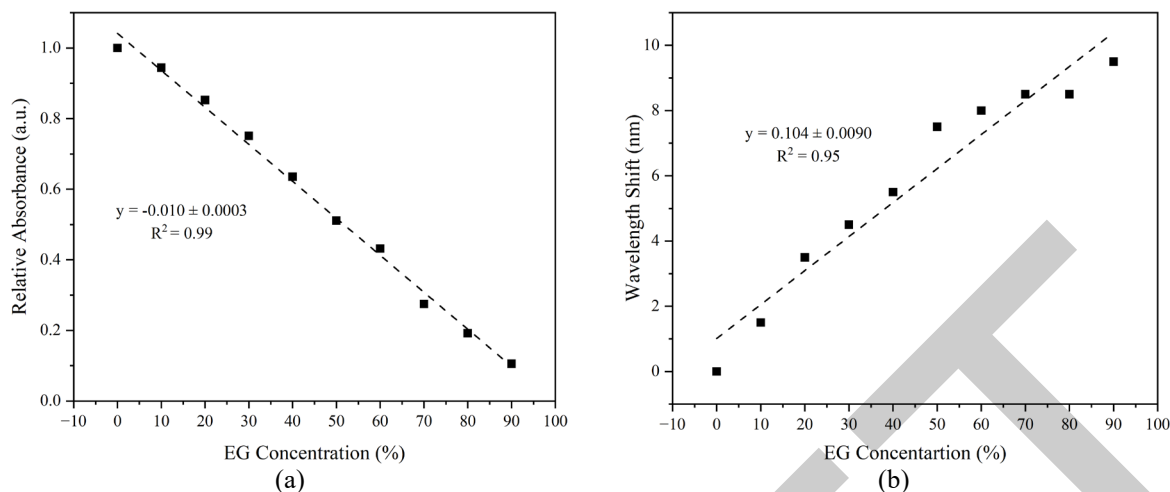 1.0
0.8
0.6
0.4
0.2
0.0
Relative Absorbance (a.u.)
y = -0.010 ± 0.0003
R² = 0.99
−10 0 10 20 30 40 50 60 70 80 90 100
EG Concentration (%)
(a)
10
8
6
4
2
0
Wavelength Shift (nm)
y = 0.104 ± 0.0090
R² = 0.95
−10 0 10 20 30 40 50 60 70 80 90 100
EG Concentartion (%)
(b)